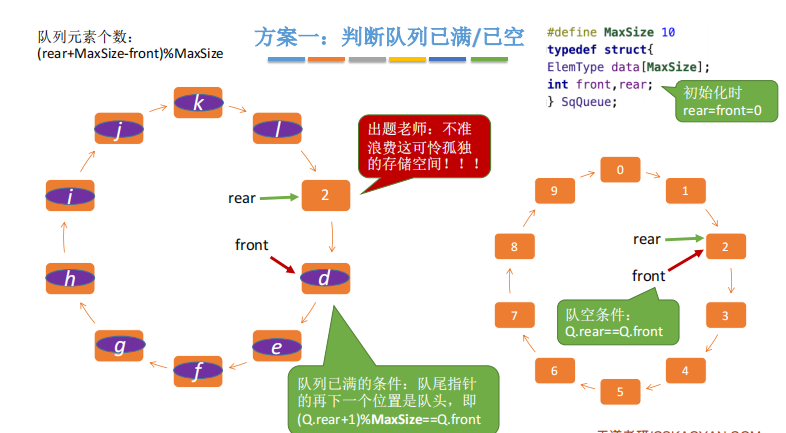 队列元素个数：
(rear+MaxSize-front)%MaxSize
方案一：判断队列已满/已空
#define MaxSize 10
typedef struct{
ElemType data[MaxSize];
int front,rear;
} SqQueue;
初始化时
rear=front=0
出题老师：不准
浪费这可怜孤独
的存储空间！！！
k
l
2
d
e
f
g
h
i
j
rear
front
队列已满的条件：队尾指针
的再下一个位置是队头，即
(Q.rear+1)%MaxSize==Q.front
0
1
2
3
4
5
6
7
8
9
rear
front
队空条件：
Q.rear==Q.front